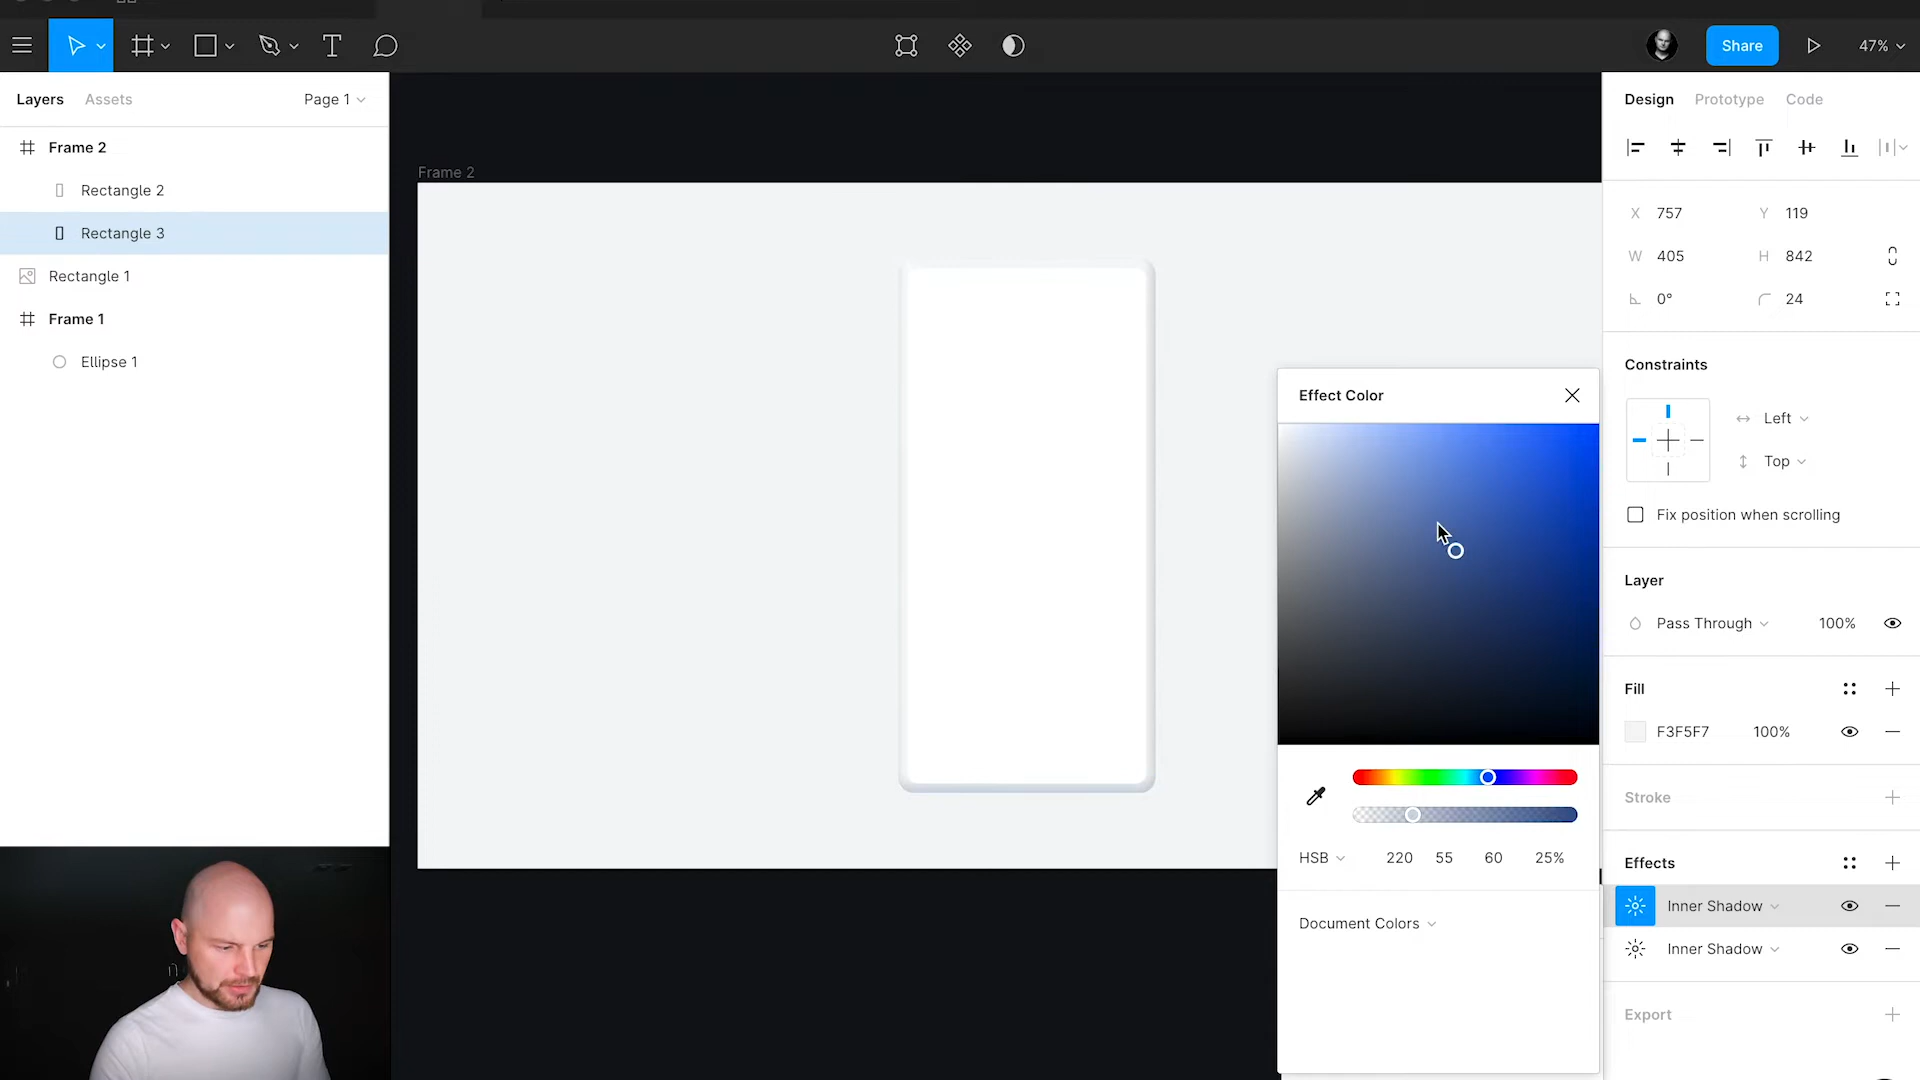 Share
47%
Layers
Assets
Page 1
Frame 2
Rectangle 2
Rectangle 3
Rectangle 1
Frame 1
Ellipse 1
Frame 2
Effect Color
HSB
220
55
60
25%
Document Colors
Design
Prototype
Code
X 757
Y 119
W 405
H 842
0°
24
Constraints
Left
Top
Fix position when scrolling
Layer
Pass Through
100%
Fill
F3F5F7
100%
Stroke
Effects
Inner Shadow
Inner Shadow
Export